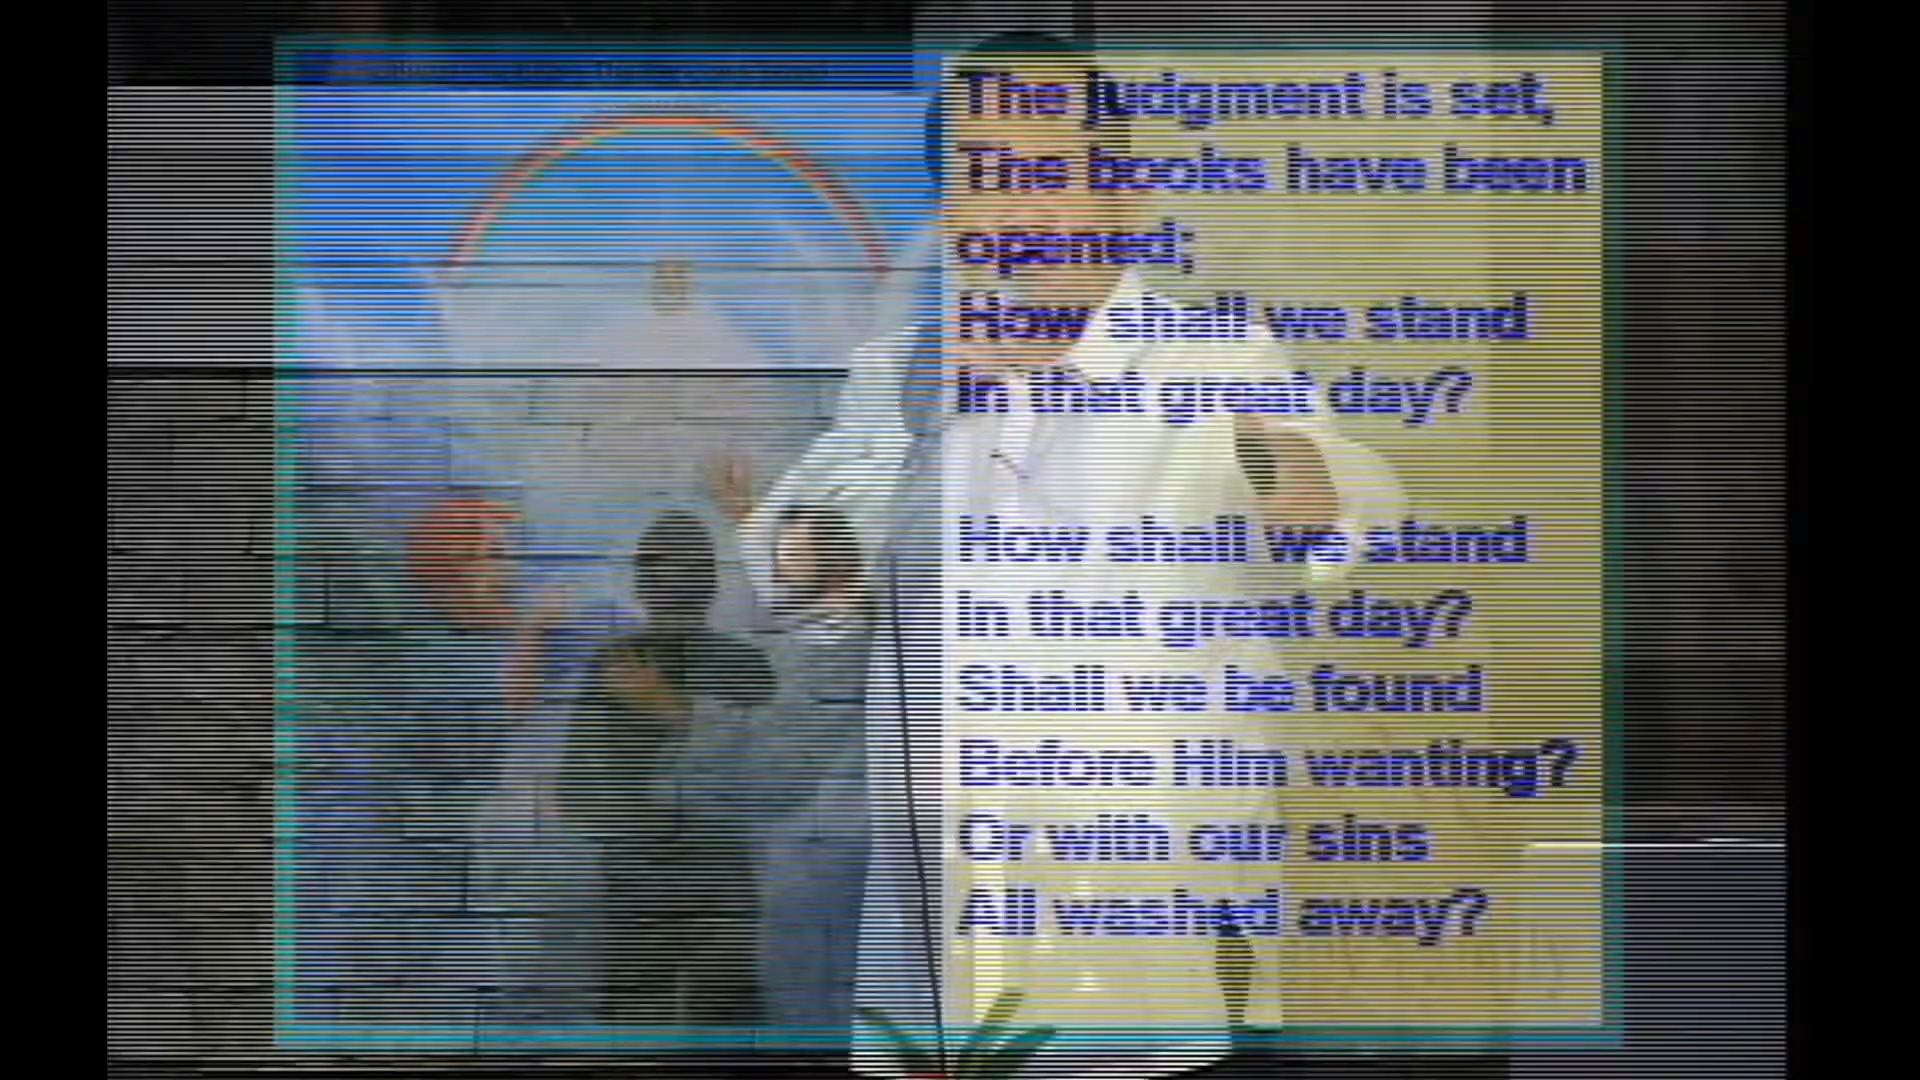 The judgment is set,
The books have been
opened;
How shall we stand
In that great day?
How shall we stand
In that great day?
Shall we be found
Before Him wanting?
Or with our sins
All washed away?